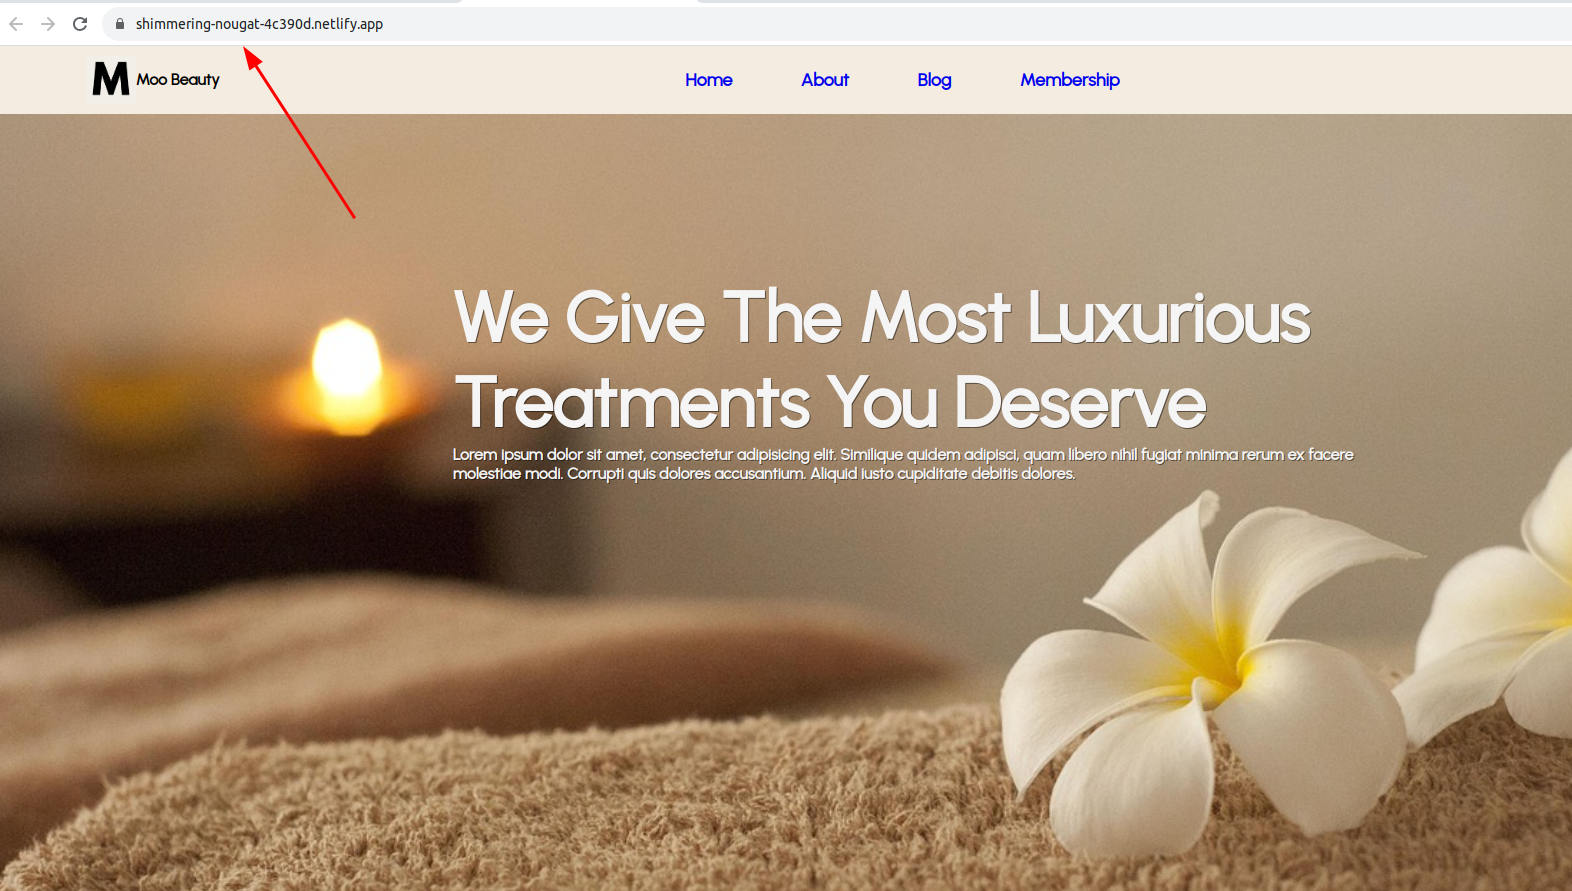 shimmering-nougat-4c390d.netlify.app
M Moo Beauty Home About Blog Membership
We Give The Most Luxurious
Treatments You Deserve
Lorem ipsum dolor sit amet, consectetur adipisicing elit. Similique quidem adipisci, quam libero nihil fugiat minima rerum ex facere
molestiae modi. Corrupti quis dolores accusantium. Aliquid iusto cupiditate debitis dolores.